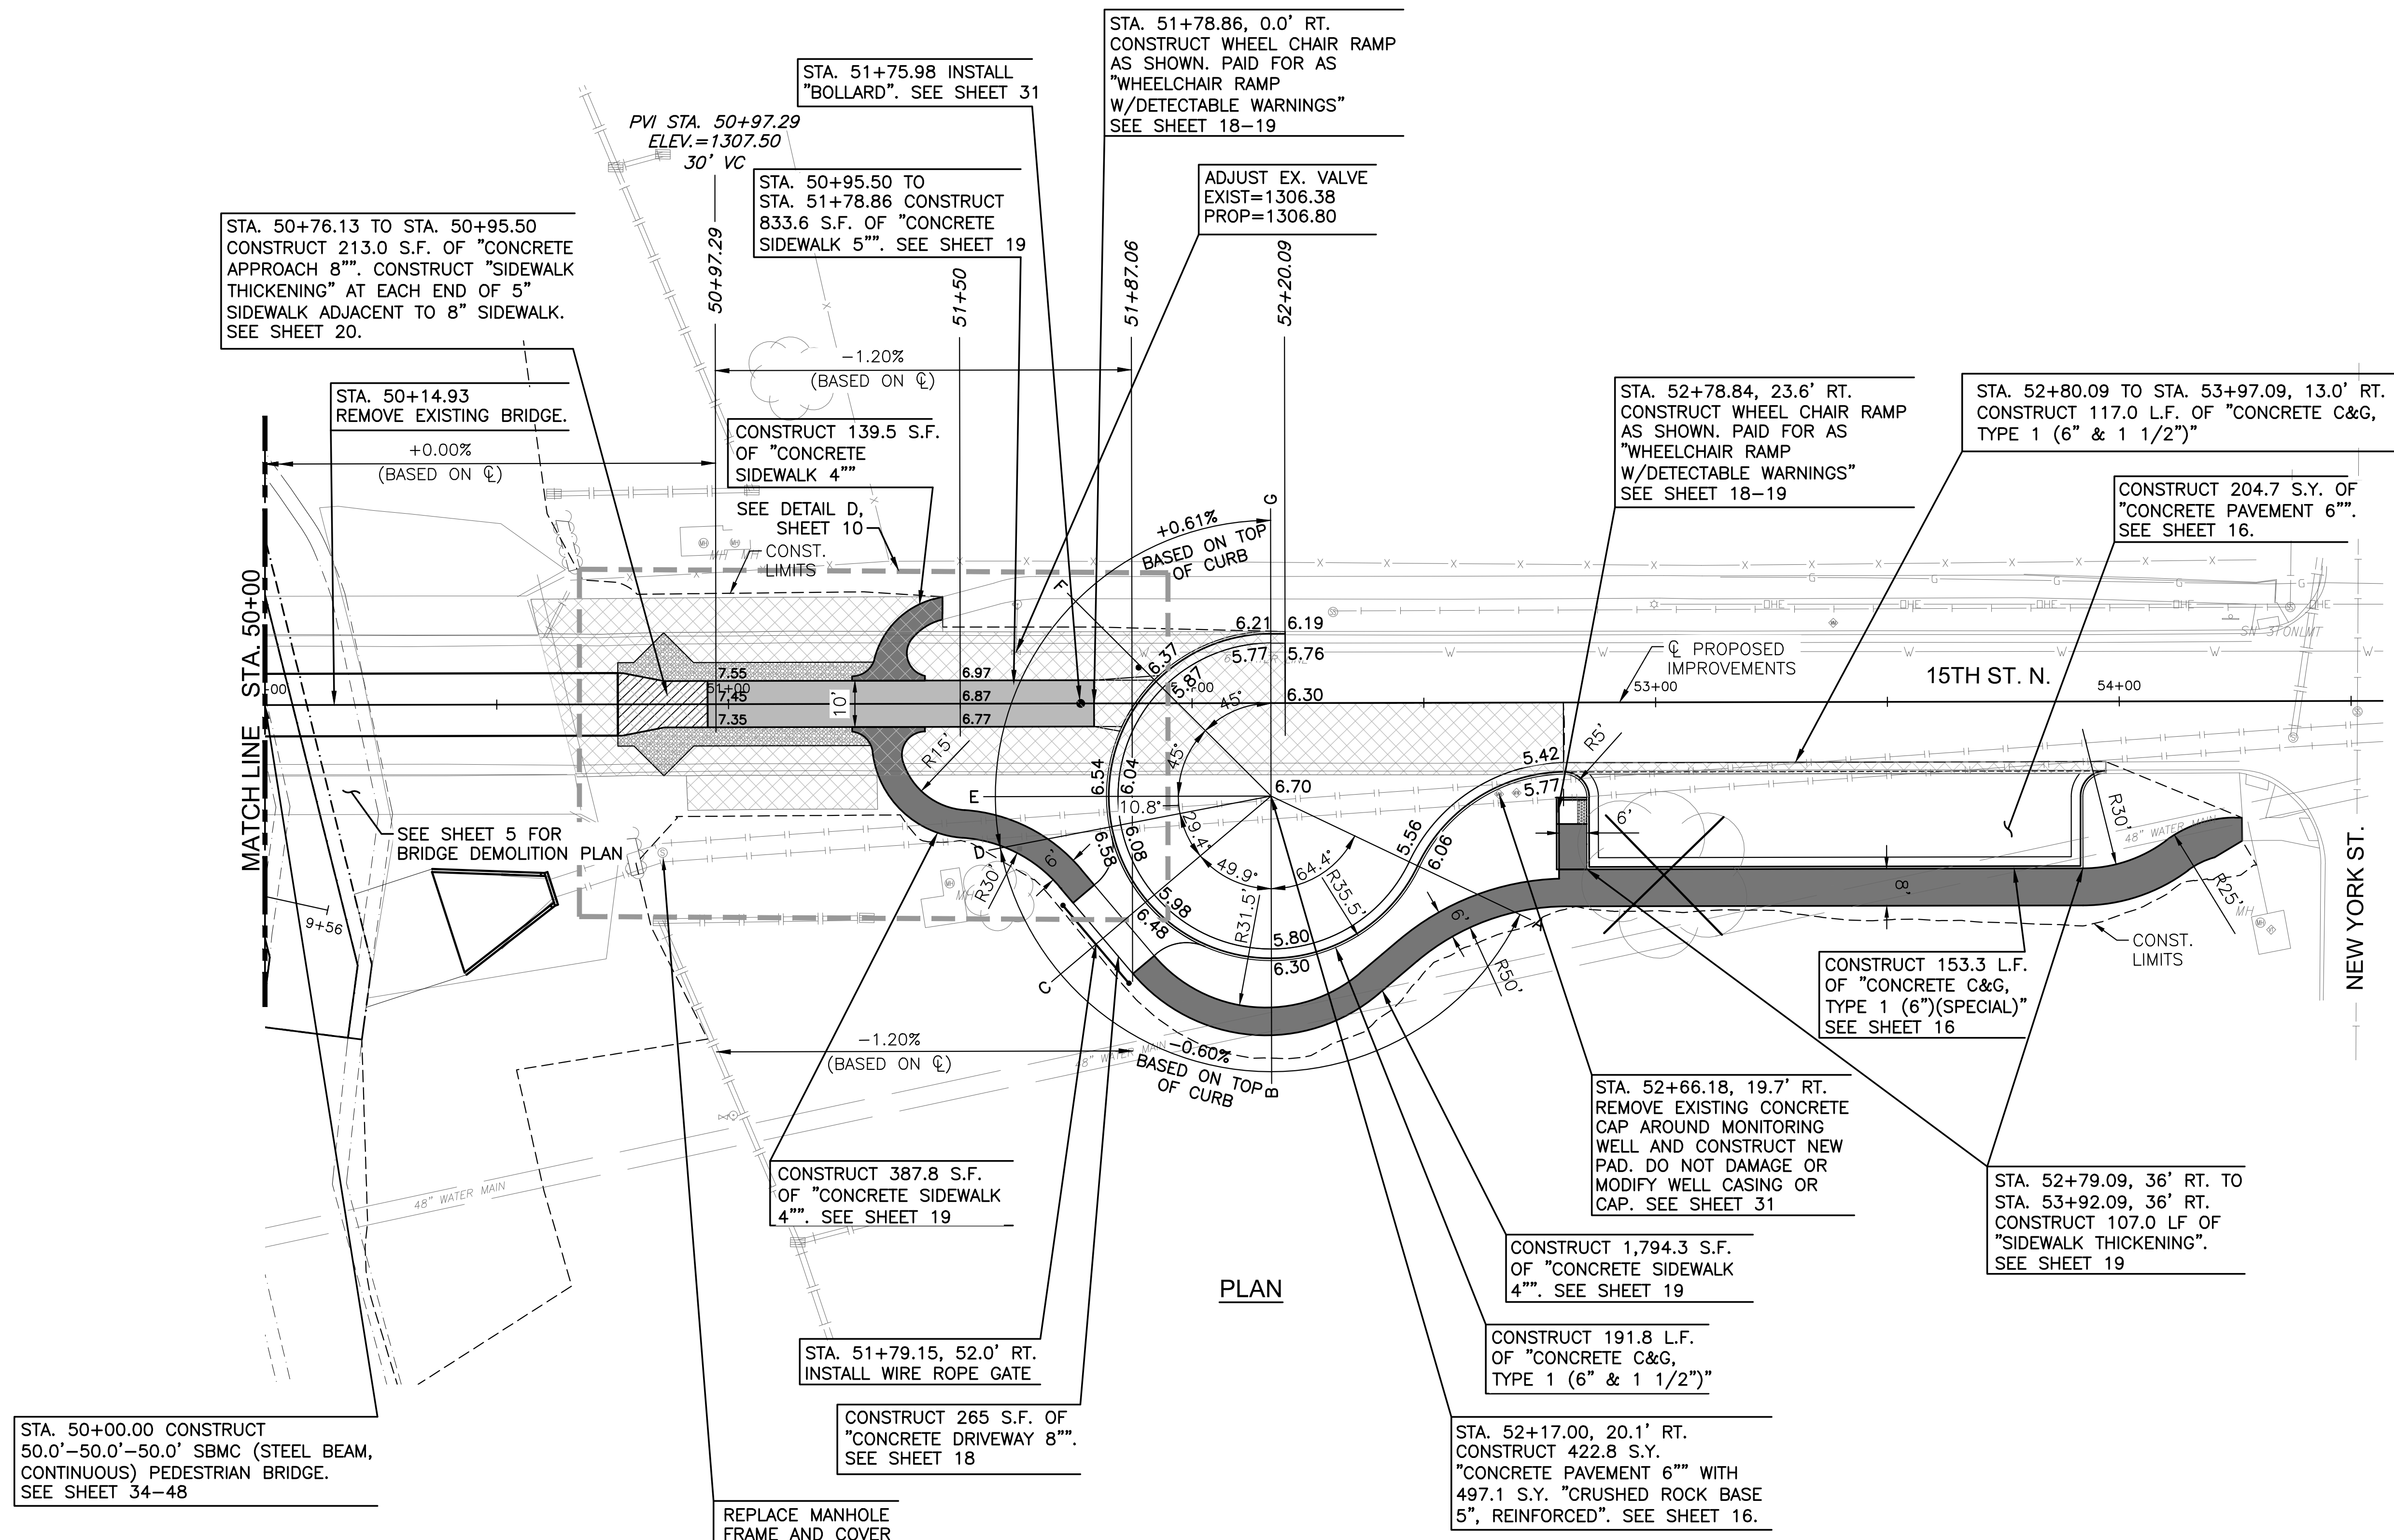 STA. 51+78.86, 0.0' RT.
CONSTRUCT WHEEL CHAIR RAMP
AS SHOWN. PAID FOR AS
"WHEELCHAIR RAMP
W/DETECTABLE WARNINGS"
SEE SHEET 18-19
STA. 51+75.98 INSTALL
"BOLLARD". SEE SHEET 31
PVI STA. 50+97.29
ELEV.=1307.50
30' VC
STA. 50+95.50 TO
STA. 51+78.86 CONSTRUCT
833.6 S.F. OF "CONCRETE
SIDEWALK 5"". SEE SHEET 19
ADJUST EX. VALVE
EXIST=1306.38
PROP=1306.80
STA. 50+76.13 TO STA. 50+95.50
CONSTRUCT 213.0 S.F. OF "CONCRETE
APPROACH 8"". CONSTRUCT "SIDEWALK
THICKENING" AT EACH END OF 5"
SIDEWALK ADJACENT TO 8" SIDEWALK.
SEE SHEET 20.
50+97.29
51+50
51+87.06
52+20.09
-1.20%
(BASED ON ℄)
STA. 50+14.93
REMOVE EXISTING BRIDGE.
+0.00%
(BASED ON ℄)
CONSTRUCT 139.5 S.F.
OF "CONCRETE
SIDEWALK 4""
SEE DETAIL D,
SHEET 10
CONST.
LIMITS
STA. 52+78.84, 23.6' RT.
CONSTRUCT WHEEL CHAIR RAMP
AS SHOWN. PAID FOR AS
"WHEELCHAIR RAMP
W/DETECTABLE WARNINGS"
SEE SHEET 18-19
STA. 52+80.09 TO STA. 53+97.09, 13.0' RT.
CONSTRUCT 117.0 L.F. OF "CONCRETE C&G,
TYPE 1 (6" & 1 1/2")"
CONSTRUCT 204.7 S.Y. OF
"CONCRETE PAVEMENT 6"".
SEE SHEET 16.
+0.61%
BASED ON TOP
OF CURB
G
F
MH MH
X X X X X X X X X X
G G G G
OHE OHE OHE OHE OHE
SN 3TONLMT
W W W W W W W
MATCH LINE STA. 50+00
7.55
7.45
7.35
51+00
10'
6.97
6.87
6.77
6.21
6.19
6.37
5.77
5.76
5.87
6.30
45°
45°
℄ PROPOSED
IMPROVEMENTS
53+00
15TH ST. N.
54+00
R15'
6.54
6.04
E
10.8°
6.70
5.42
5.77
R5'
6'
R30'
48" WATER MAIN
R25'
8'
NEW YORK ST.
SEE SHEET 5 FOR
BRIDGE DEMOLITION PLAN
9+56
D
R30'
6'
6.58
6.08
29.4°
49.9°
64.4°
R35.5'
R31.5'
5.56
6.06
5.98
6.48
5.80
6.30
C
6'
R50'
A
MH
MH
CONST.
LIMITS
CONSTRUCT 153.3 L.F.
OF "CONCRETE C&G,
TYPE 1 (6")(SPECIAL)"
SEE SHEET 16
-1.20%
(BASED ON ℄)
48" WATER MAIN
-0.60%
BASED ON TOP
OF CURB
B
48" WATER MAIN
STA. 52+66.18, 19.7' RT.
REMOVE EXISTING CONCRETE
CAP AROUND MONITORING
WELL AND CONSTRUCT NEW
PAD. DO NOT DAMAGE OR
MODIFY WELL CASING OR
CAP. SEE SHEET 31
CONSTRUCT 387.8 S.F.
OF "CONCRETE SIDEWALK
4"". SEE SHEET 19
STA. 52+79.09, 36' RT. TO
STA. 53+92.09, 36' RT.
CONSTRUCT 107.0 LF OF
"SIDEWALK THICKENING".
SEE SHEET 19
PLAN
CONSTRUCT 1,794.3 S.F.
OF "CONCRETE SIDEWALK
4"". SEE SHEET 19
STA. 51+79.15, 52.0' RT.
INSTALL WIRE ROPE GATE
CONSTRUCT 191.8 L.F.
OF "CONCRETE C&G,
TYPE 1 (6" & 1 1/2")"
CONSTRUCT 265 S.F. OF
"CONCRETE DRIVEWAY 8"".
SEE SHEET 18
STA. 50+00.00 CONSTRUCT
50.0'-50.0'-50.0' SBMC (STEEL BEAM,
CONTINUOUS) PEDESTRIAN BRIDGE.
SEE SHEET 34-48
STA. 52+17.00, 20.1' RT.
CONSTRUCT 422.8 S.Y.
"CONCRETE PAVEMENT 6"" WITH
497.1 S.Y. "CRUSHED ROCK BASE
5", REINFORCED". SEE SHEET 16.
REPLACE MANHOLE
FRAME AND COVER